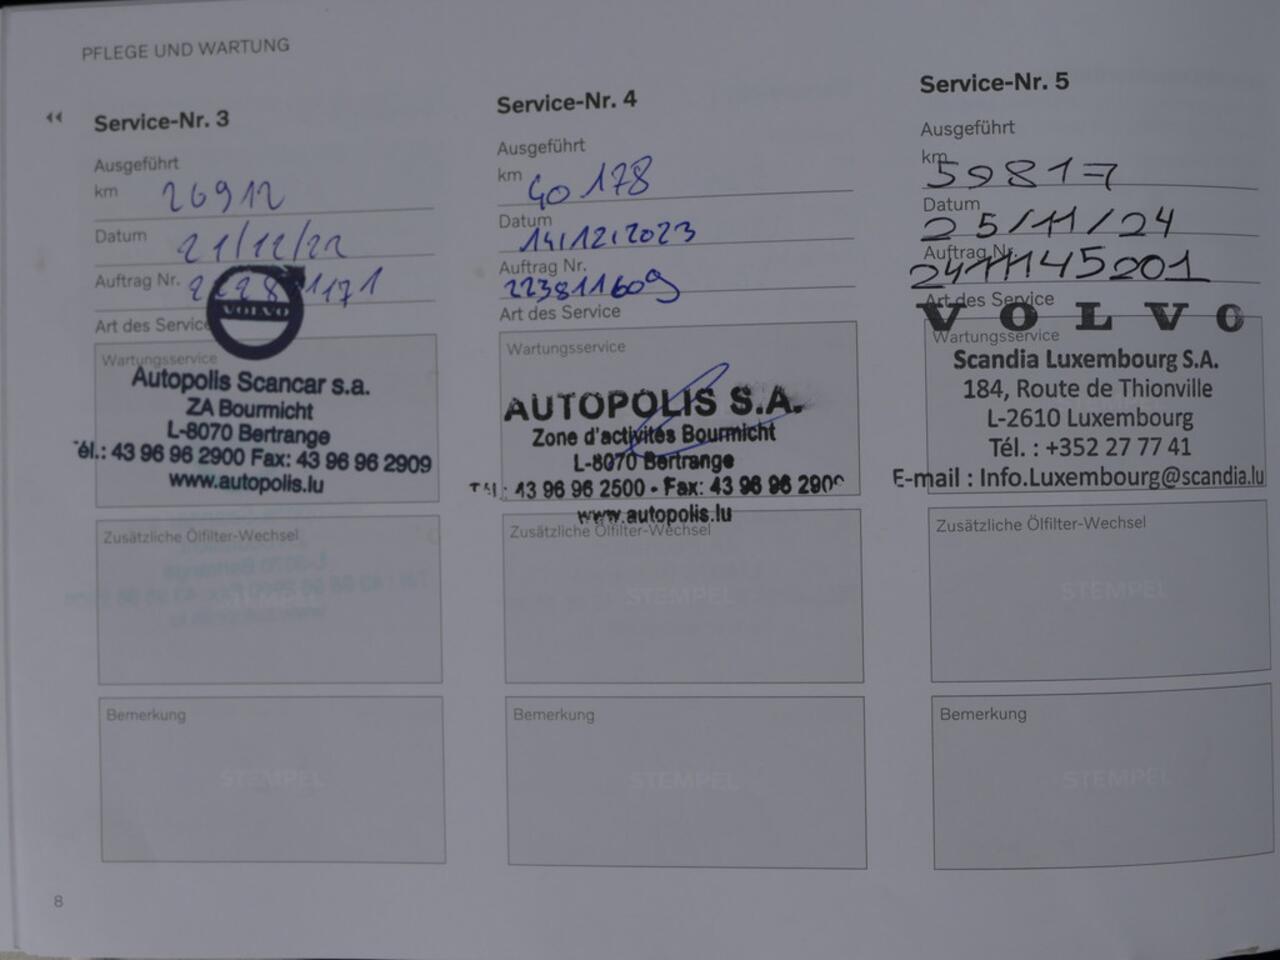 PFLEGE UND WARTUNG
◂◂
Service-Nr. 3
Ausgeführt
km 26912
Datum 21/12/22
Auftrag Nr.
VOLVO
Art des Service
Wartungsservice
Autopolis Scancar s.a.
ZA Bourmicht
L-8070 Bertrange
Tél.: 43 96 96 2900 Fax: 43 96 96 2909
www.autopolis.lu
Zusätzliche Ölfilter-Wechsel
Bemerkung
STEMPEL
Service-Nr. 4
Ausgeführt
km 40178
Datum
14.12.2023
Auftrag Nr.
223811609
Art des Service
Wartungsservice
AUTOPOLIS S.A.
Zone d'activités Bourmicht
L-8070 Bertrange
43 96 96 2500 - Fax: 43 96 96 290
www.autopolis.lu
Zusätzliche Ölfilter-Wechsel
STEMPEL
Bemerkung
STEMPEL
Service-Nr. 5
Ausgeführt
km 59817
Datum
25/11/24
Auftrag Nr.
Art des Service
VOLVO
Wartungsservice
Scandia Luxembourg S.A.
184, Route de Thionville
L-2610 Luxembourg
Tél. : +352 27 77 41
E-mail : Info.Luxembourg@scandia.lu
Zusätzliche Ölfilter-Wechsel
STEMPEL
Bemerkung
STEMPEL
8